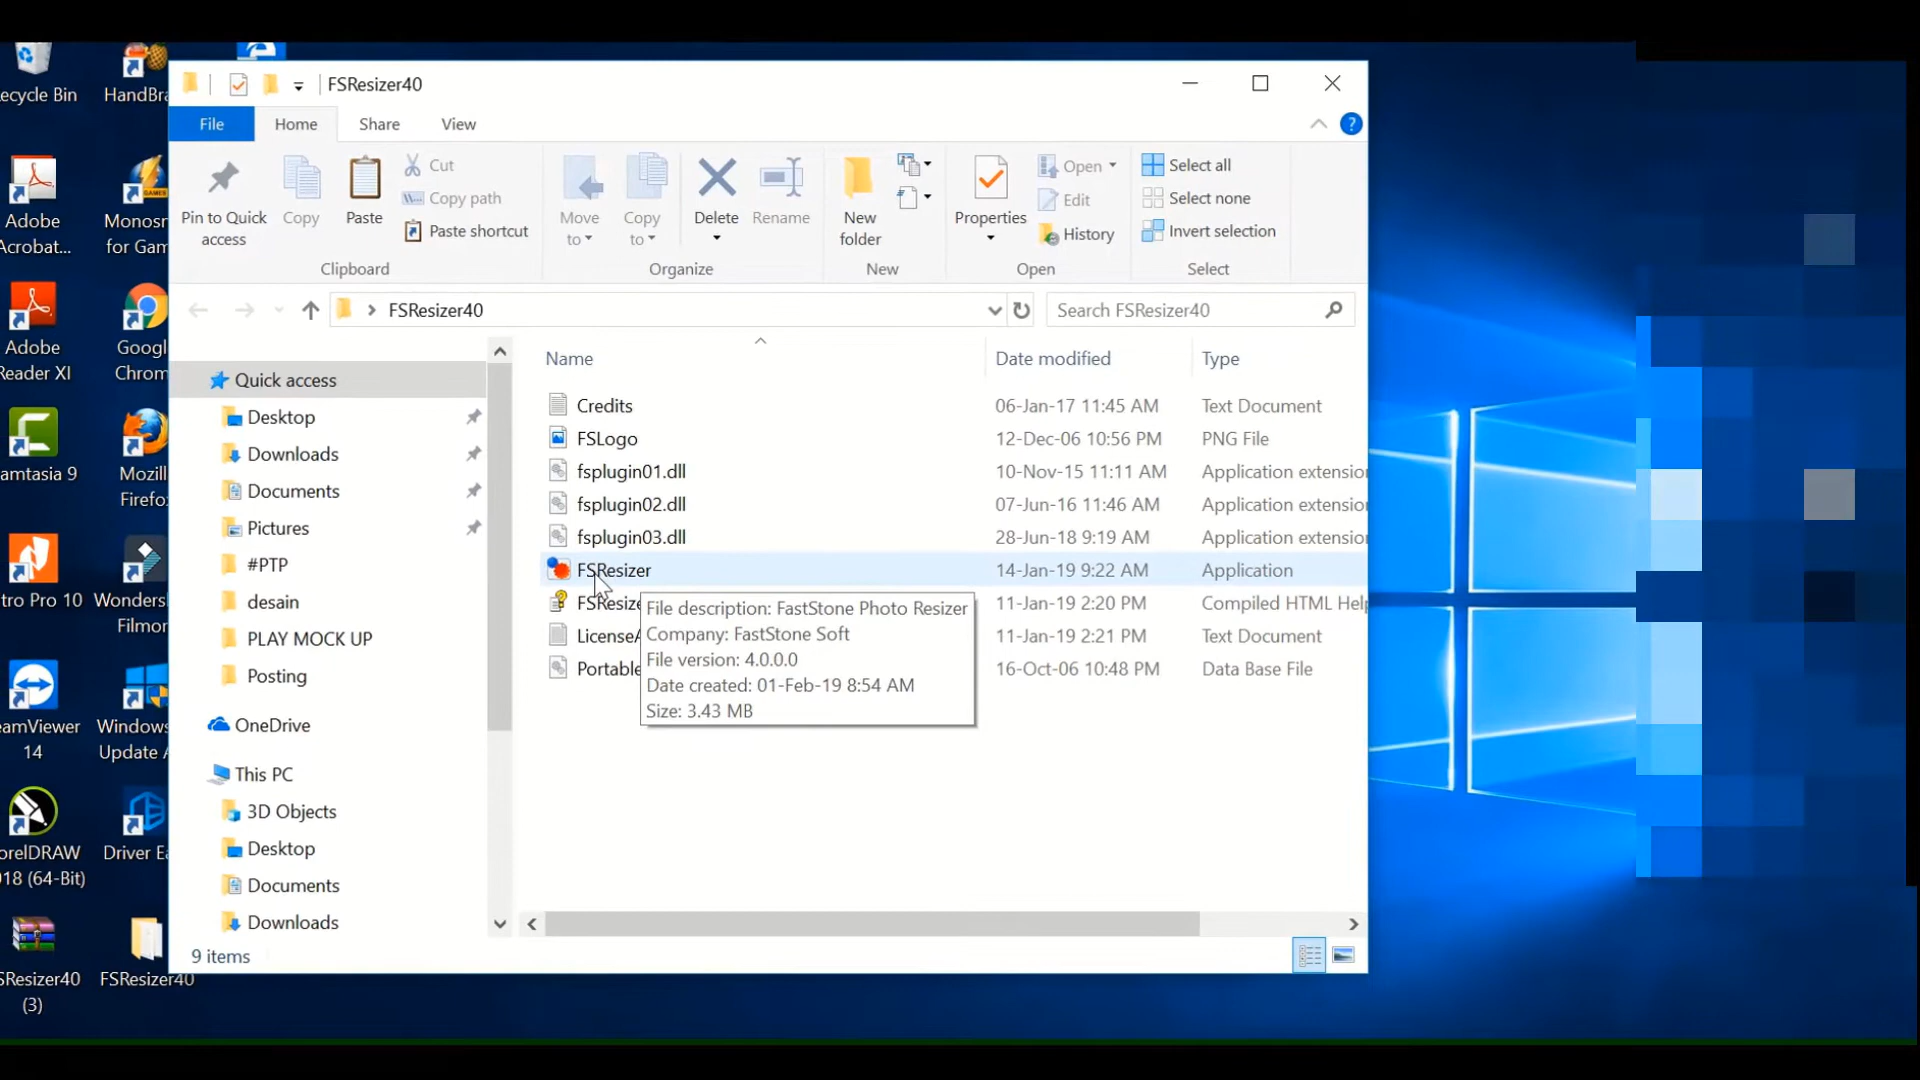 FSResizer40
File
Home
Share
View
Pin to Quick access
Copy
Paste
Cut
Copy path
Paste shortcut
Clipboard
Move to
Copy to
Delete
Rename
Organize
New folder
New
Properties
Open
Edit
History
Open
Select all
Select none
Invert selection
Select
FSResizer40
Search FSResizer40
Name
Date modified
Type
Quick access
Desktop
Downloads
Documents
Pictures
#PTP
desain
PLAY MOCK UP
Posting
OneDrive
This PC
3D Objects
Desktop
Documents
Downloads
Credits 06-Jan-17 11:45 AM Text Document
FSLogo 12-Dec-06 10:56 PM PNG File
fsplugin01.dll 10-Nov-15 11:11 AM Application extensio
fsplugin02.dll 07-Jun-16 11:46 AM Application extensio
fsplugin03.dll 28-Jun-18 9:19 AM Application extensio
FSResizer 14-Jan-19 9:22 AM Application
FSResize 11-Jan-19 2:20 PM Compiled HTML Help
LicenseA 11-Jan-19 2:21 PM Text Document
Portable 16-Oct-06 10:48 PM Data Base File
File description: FastStone Photo Resizer
Company: FastStone Soft
File version: 4.0.0.0
Date created: 01-Feb-19 8:54 AM
Size: 3.43 MB
9 items
ecycle Bin
HandBra
Adobe
Acrobat...
Monosn
for Gam
Adobe
Reader XI
Googl
Chrom
amtasia 9
Mozill
Firefo
tro Pro 10
Wonders
Filmor
eamViewer
14
Windows
Update A
orelDRAW
018 (64-Bit)
Driver Ea
SResizer40
(3)
FSResizer40
GAMES